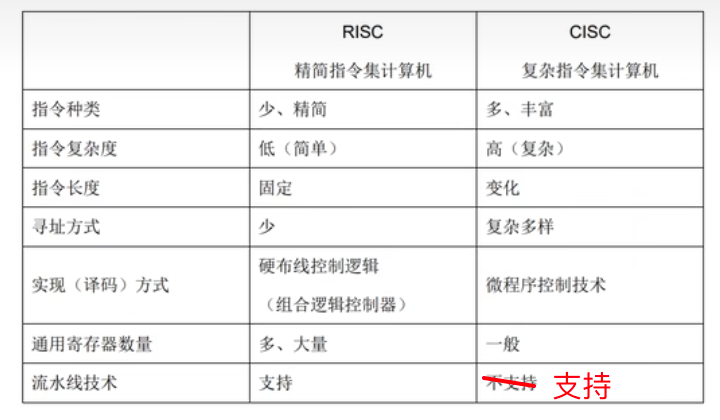 RISC CISC
精简指令集计算机 复杂指令集计算机
指令种类 少、精简 多、丰富
指令复杂度 低（简单） 高（复杂）
指令长度 固定 变化
寻址方式 少 复杂多样
实现（译码）方式 硬布线控制逻辑 微程序控制技术
（组合逻辑控制器）
通用寄存器数量 多、大量 一般
流水线技术 支持 不支持 支持